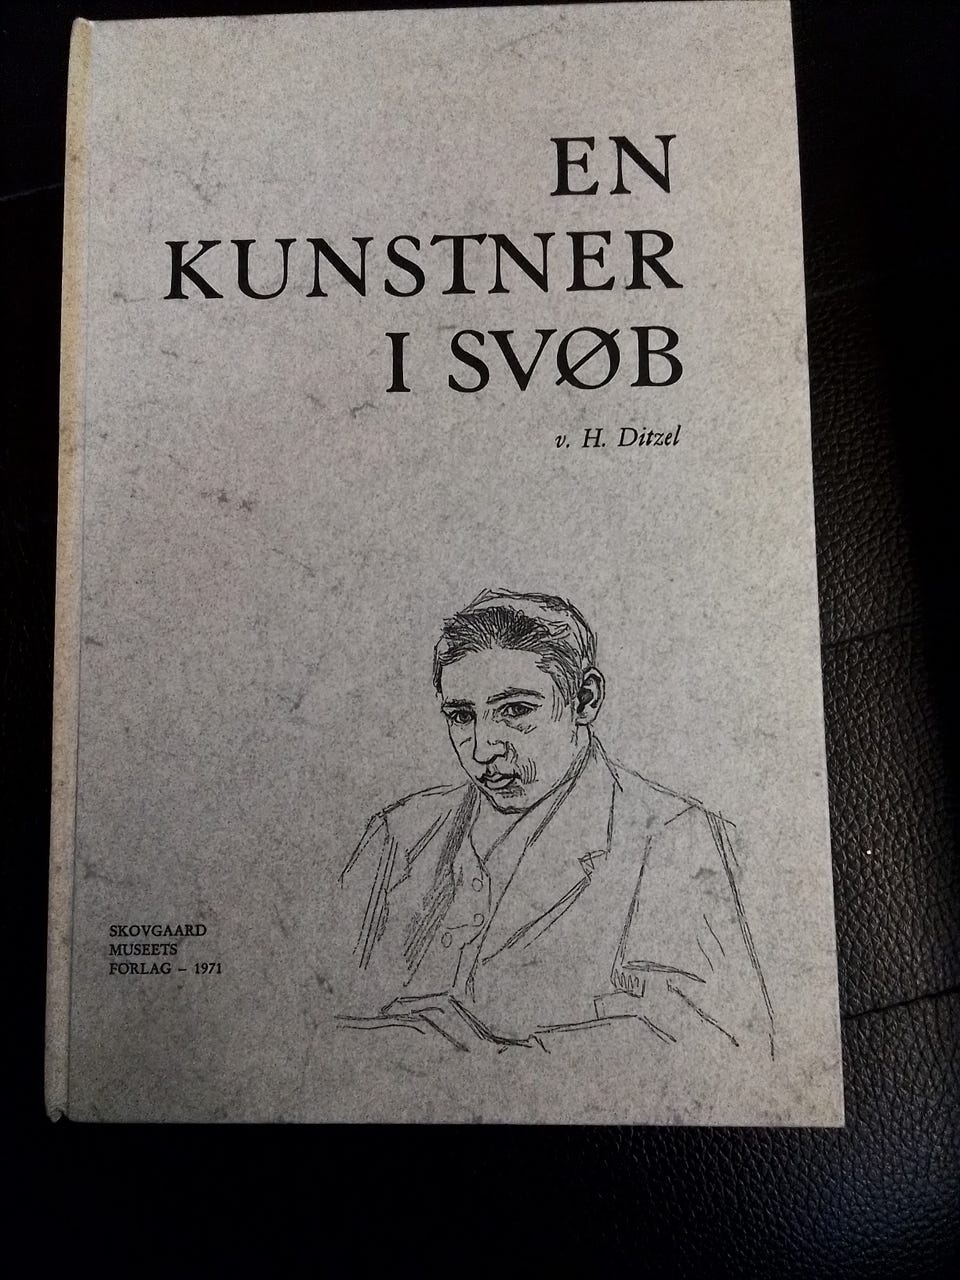 EN
KUNSTNER
I SVØB
v. H. Ditzel
SKOVGAARD
MUSEETS
FORLAG – 1971